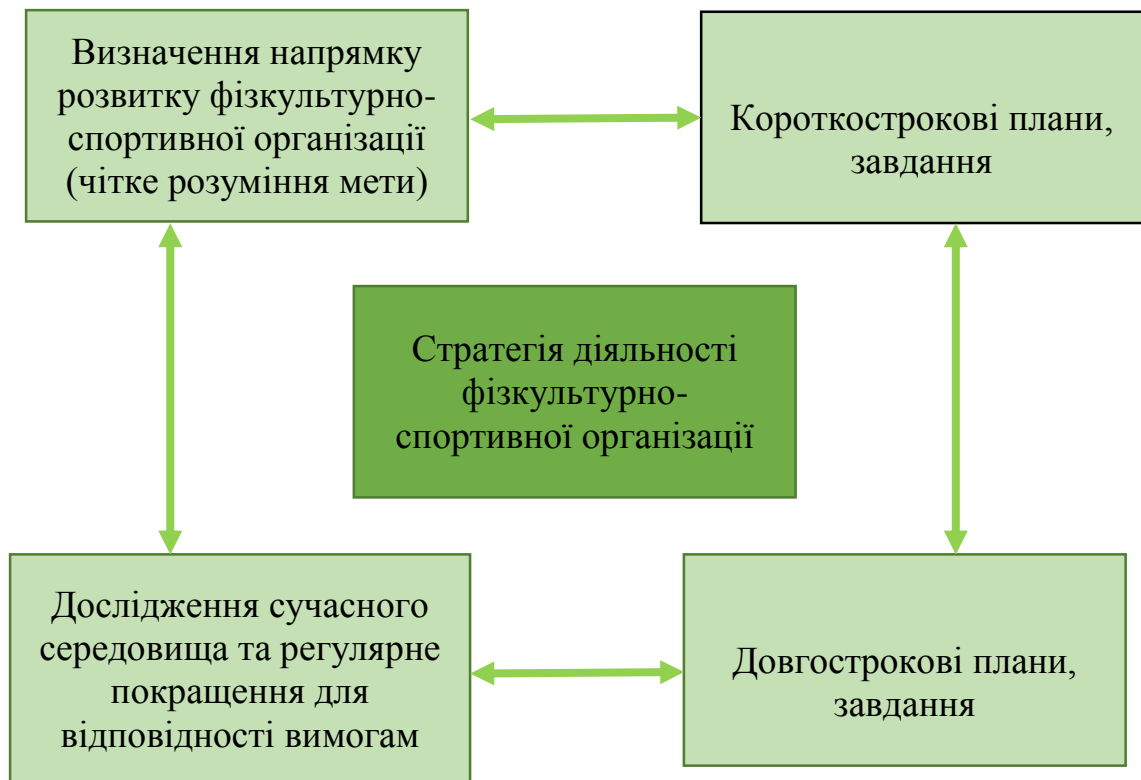 Визначення напрямку
розвитку фізкультурно-
спортивної організації
(чітке розуміння мети)
Короткострокові плани,
завдання
Стратегія діяльності
фізкультурно-
спортивної організації
Дослідження сучасного
середовища та регулярне
покращення для
відповідності вимогам
Довгострокові плани,
завдання